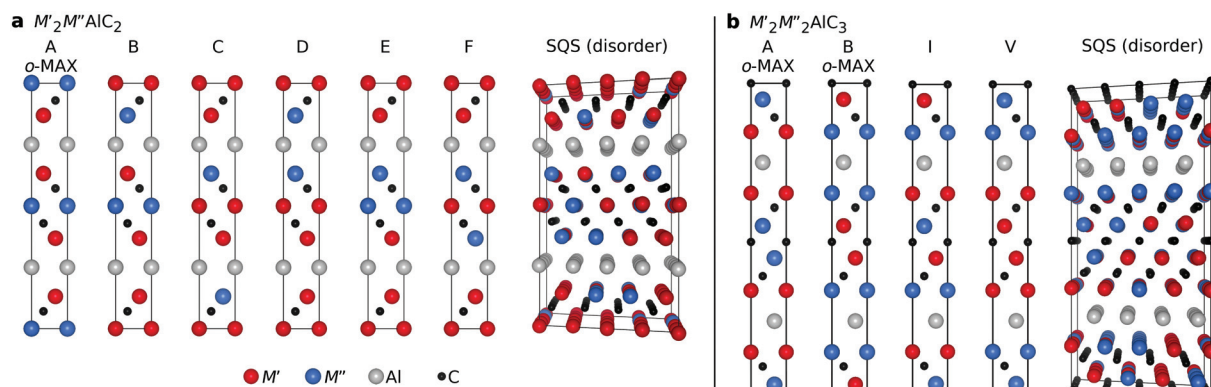 a M′₂M″AlC₂
A B C D E F SQS (disorder)
o-MAX
M′ M″ Al C
b M′₂M″₂AlC₃
A B I V SQS (disorder)
o-MAX o-MAX